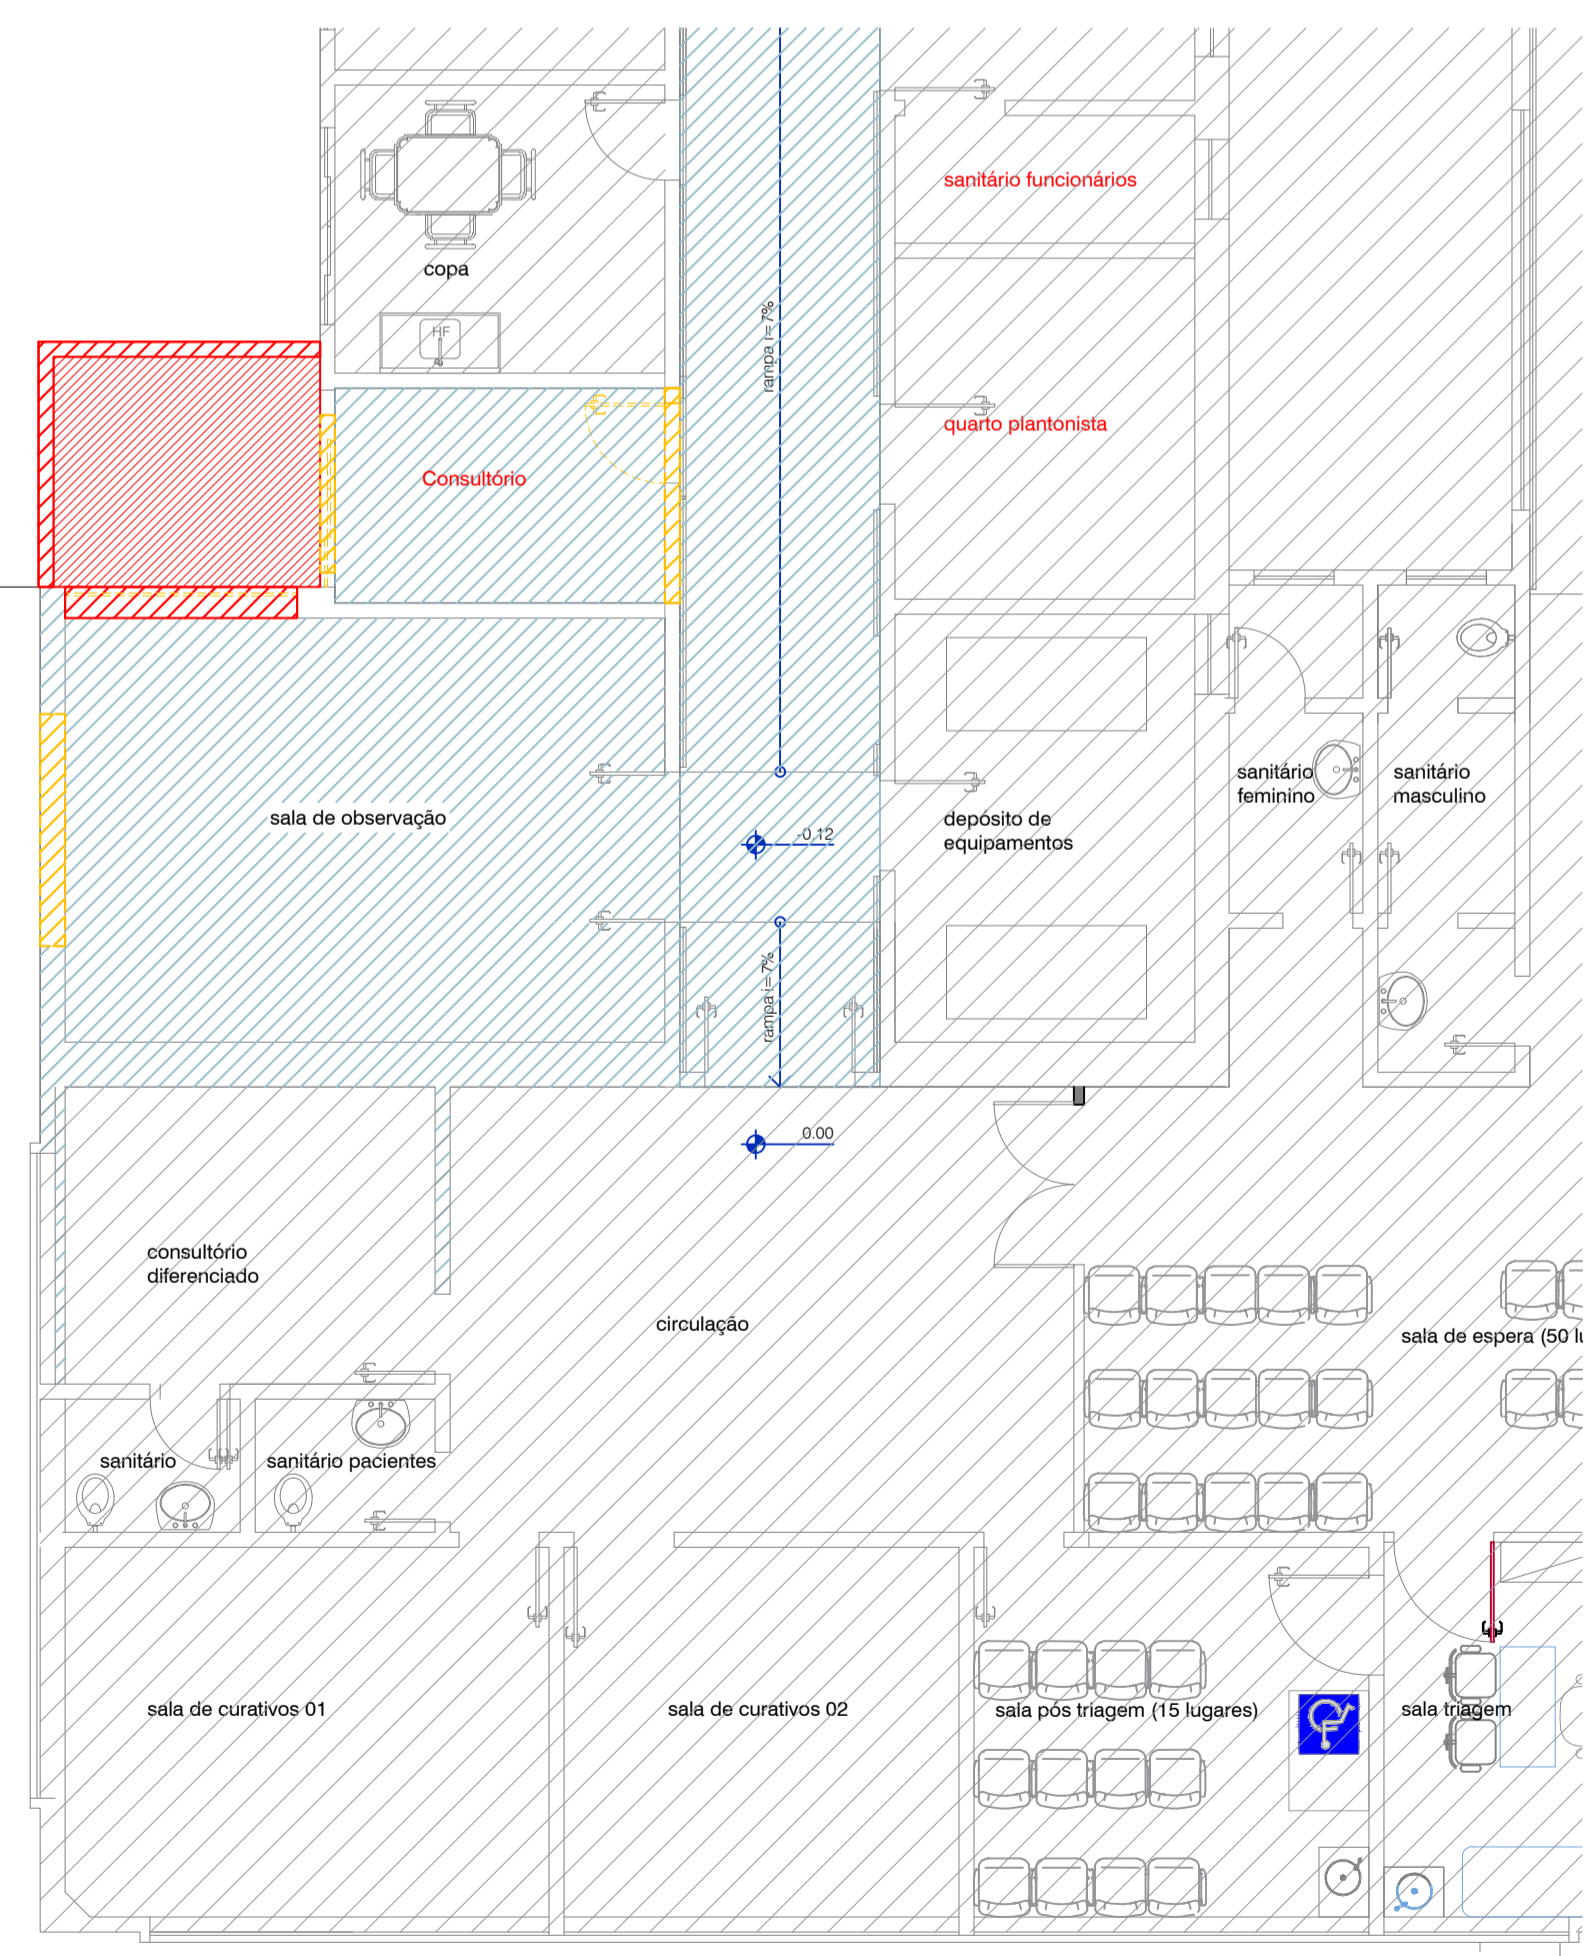 sanitário funcionários
copa
HF
rampa i=7%
quarto plantonista
Consultório
sanitário
feminino
sanitário
masculino
sala de observação
depósito de
equipamentos
-0.12
rampa i=7%
0.00
consultório
diferenciado
circulação
sala de espera (50 lu
sanitário
sanitário pacientes
sala de curativos 01
sala de curativos 02
sala pós triagem (15 lugares)
sala triagem